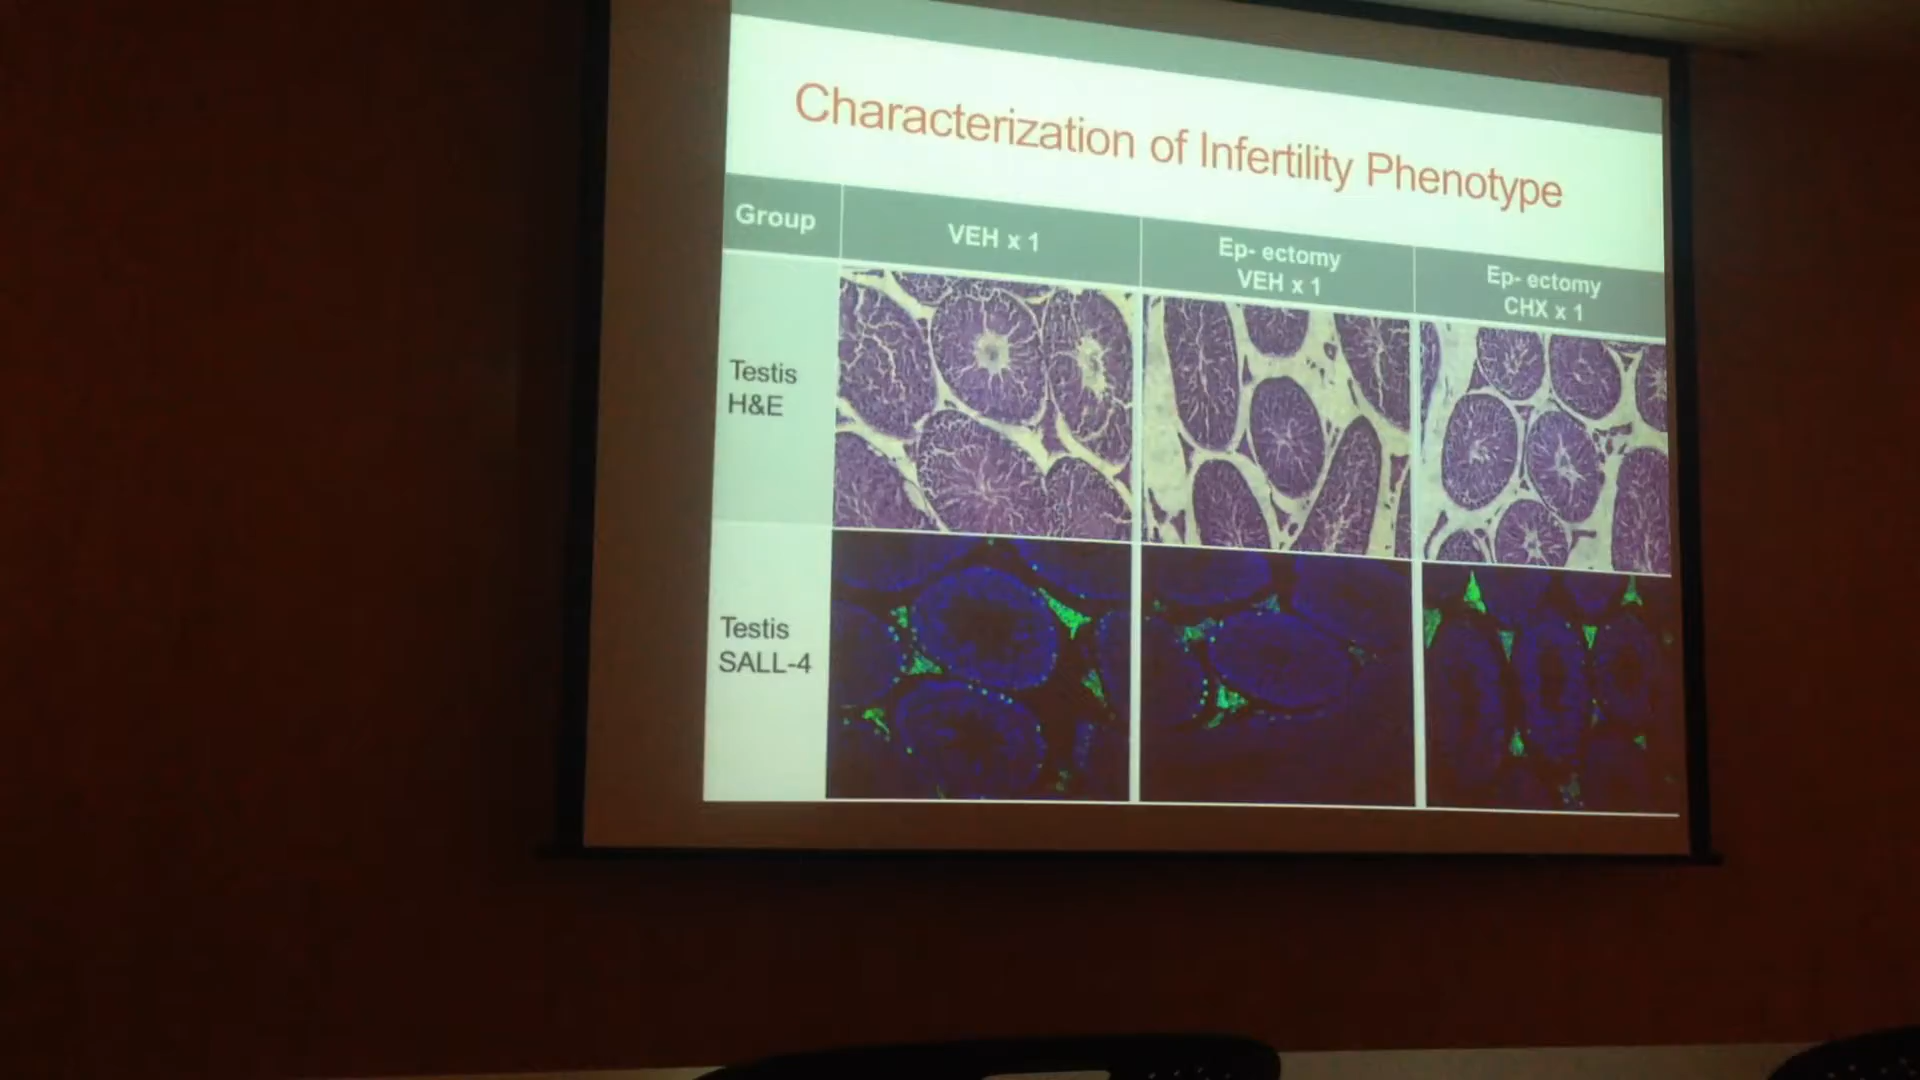 Characterization of Infertility Phenotype
Group
VEH x 1
Ep- ectomy
VEH x 1
Ep- ectomy
CHX x 1
Testis
H&E
Testis
SALL-4